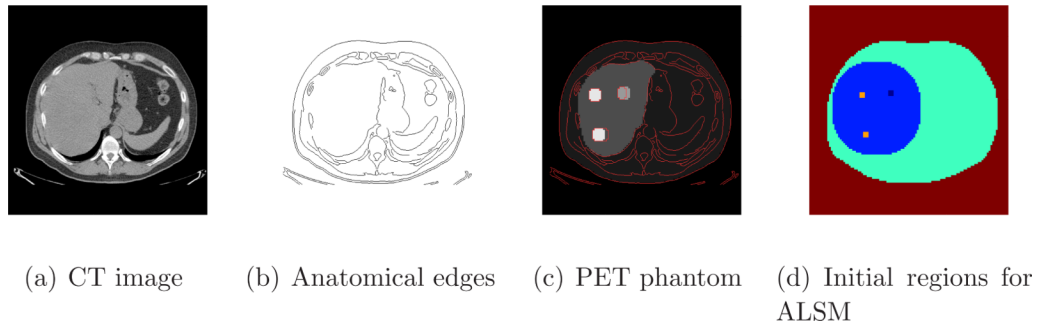 (a) CT image
(b) Anatomical edges
(c) PET phantom
(d) Initial regions for
ALSM